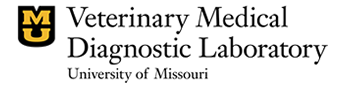 MU
Veterinary Medical
Diagnostic Laboratory
University of Missouri